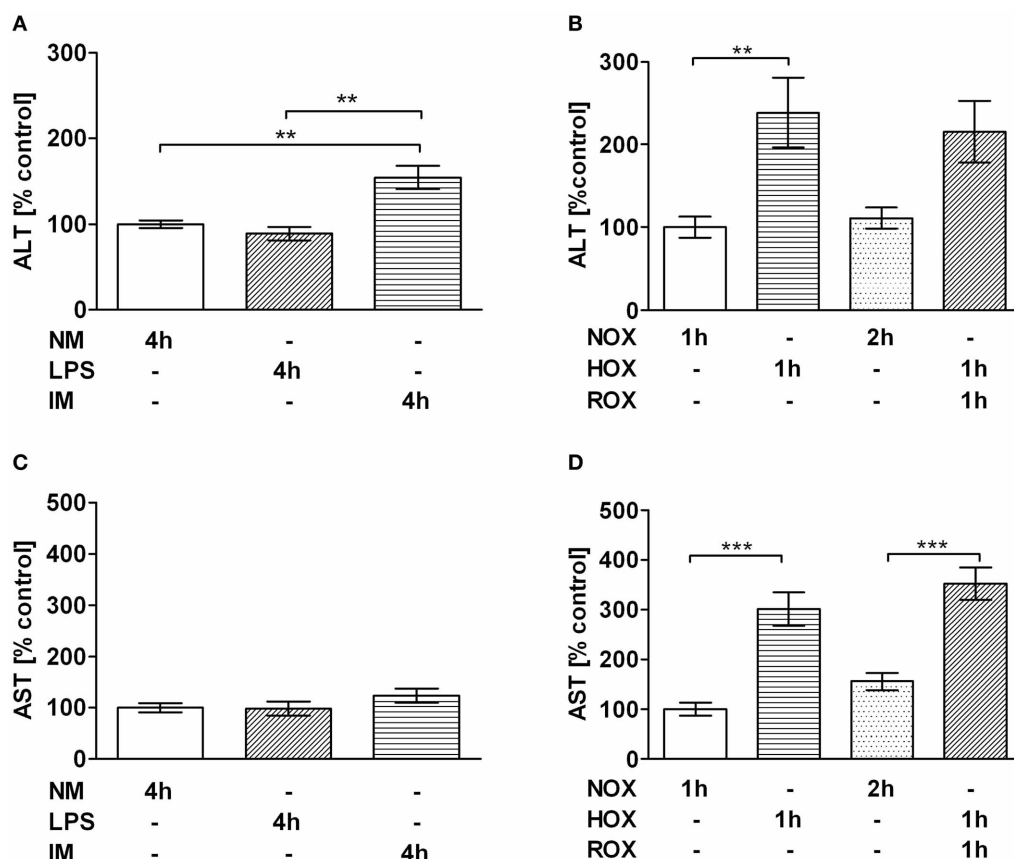 A
300
200
100
0
ALT [% control]
**
**
NM 4h - -
LPS - 4h -
IM - - 4h
B
300
200
100
0
ALT [%control]
**
NOX 1h - 2h -
HOX - 1h - 1h
ROX - - - 1h
C
500
400
300
200
100
0
AST [% control]
NM 4h - -
LPS - 4h -
IM - - 4h
D
500
400
300
200
100
0
AST [% control]
***
***
NOX 1h - 2h -
HOX - 1h - 1h
ROX - - - 1h